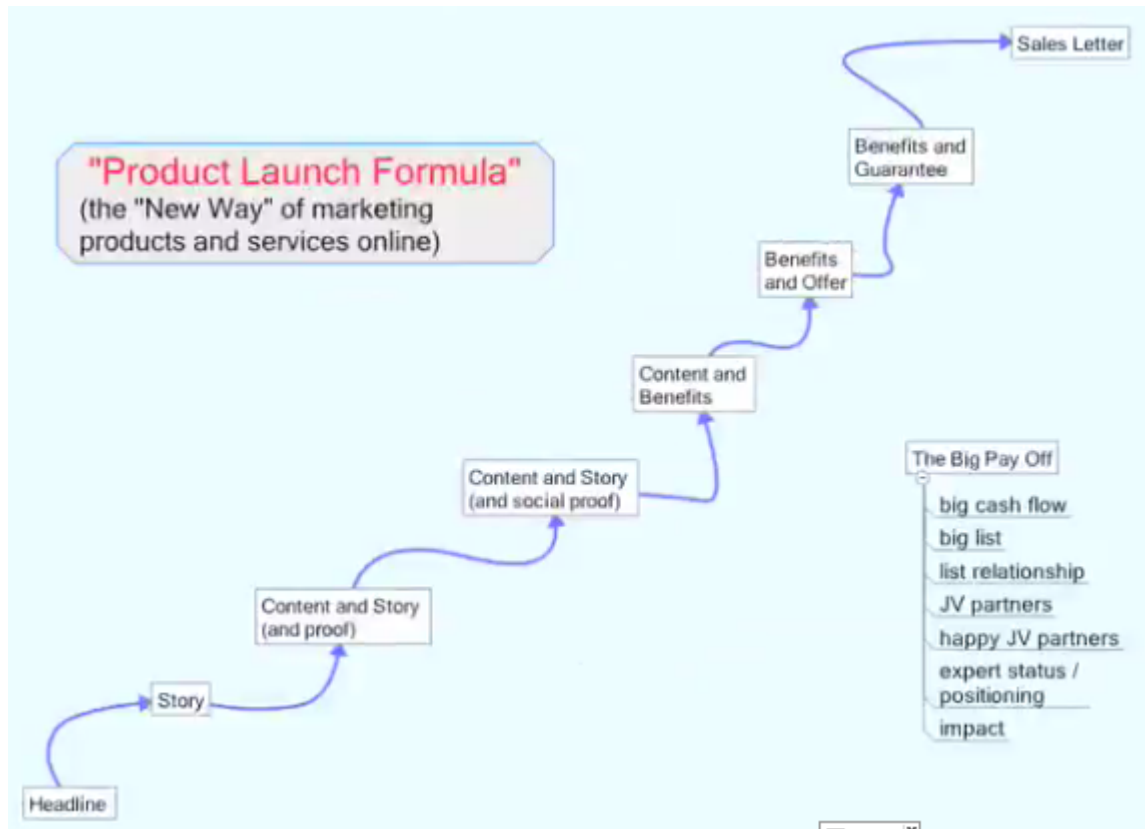 "Product Launch Formula"
(the "New Way" of marketing
products and services online)
Sales Letter
Benefits and
Guarantee
Benefits
and Offer
Content and
Benefits
Content and Story
(and social proof)
Content and Story
(and proof)
Story
Headline
The Big Pay Off
big cash flow
big list
list relationship
JV partners
happy JV partners
expert status /
positioning
impact